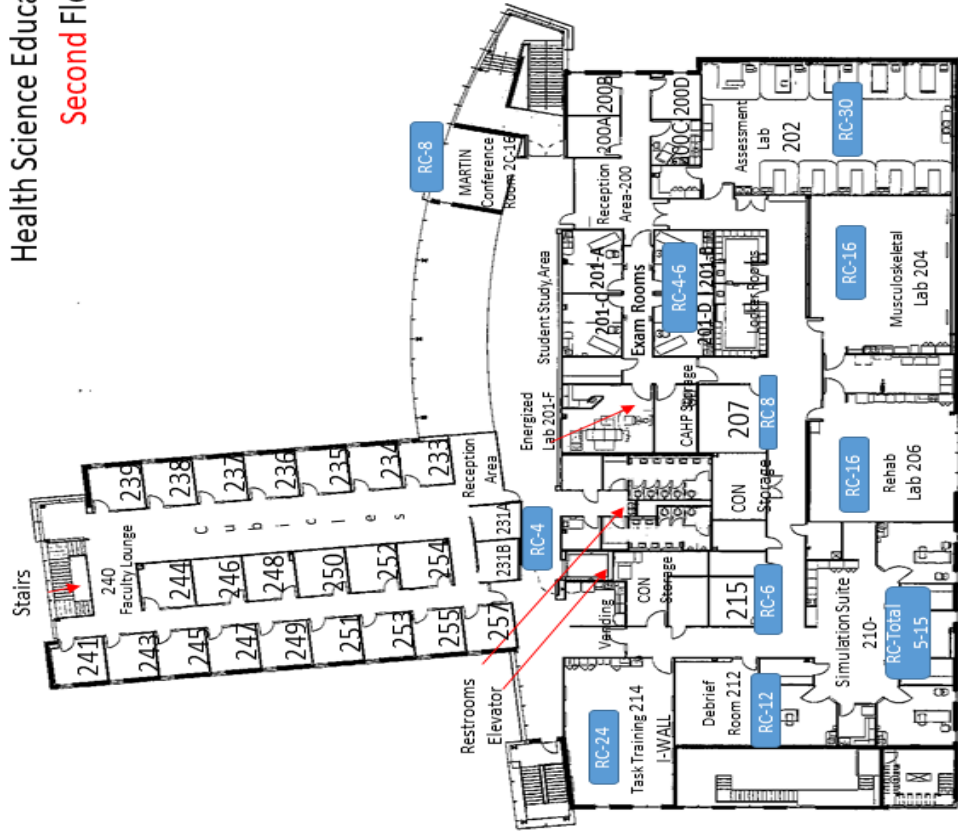 Health Science Educa
Second Flo
RC-8
MARTIN
Conference
Room 2C-16
200A
200B
200C
200D
Reception
Area-200
Assessment
Lab
202
RC-30
Student Study Area
201-C
201-A
Exam Rooms
RC-4-6
201-D
201-B
Locker Rooms
RC-16
Musculoskeletal
Lab 204
Energized
Lab 201-F
CAHP Storage
207
RC 8
CON
Storage
RC-16
Rehab
Lab 206
Stairs
240
Faculty Lounge
239
238
237
236
235
234
233
Cubicles
Reception
Area
244
246
248
250
252
254
231B
231A
RC-4
241
243
245
247
249
251
253
255
257
Restrooms
Elevator
Vending
CON
Storage
215
RC-6
RC-24
Task Training 214
I-WALL
Debrief
Room 212
RC-12
Simulation Suite
210-
RC-Total
5-15